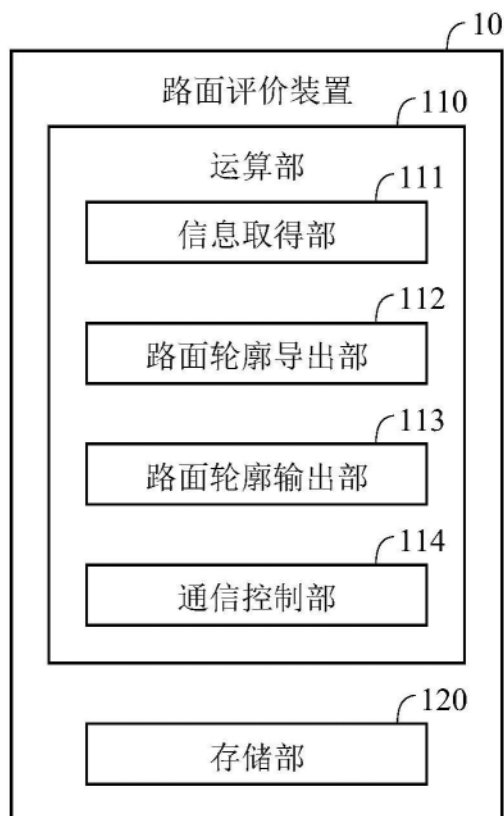 10
路面评价装置
110
运算部
111
信息取得部
112
路面轮廓导出部
113
路面轮廓输出部
114
通信控制部
120
存储部